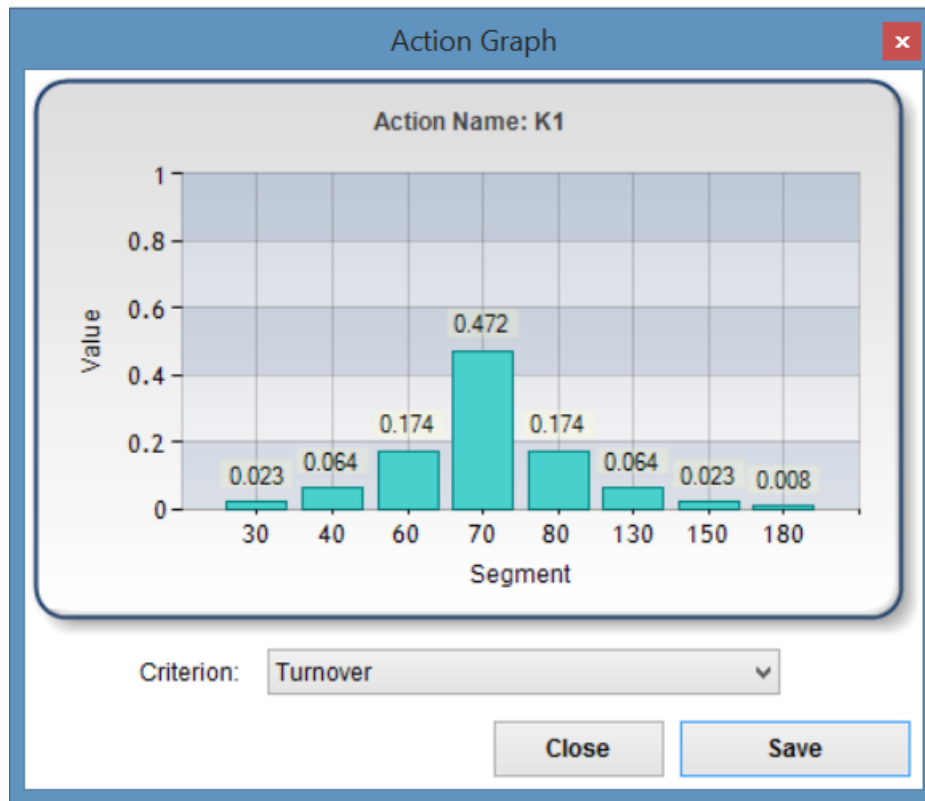 Action Graph
x
Action Name: K1
1
0.8
0.6
0.4
0.2
0
Value
0.023
0.064
0.174
0.472
0.174
0.064
0.023
0.008
30 40 60 70 80 130 150 180
Segment
Criterion: Turnover
Close Save